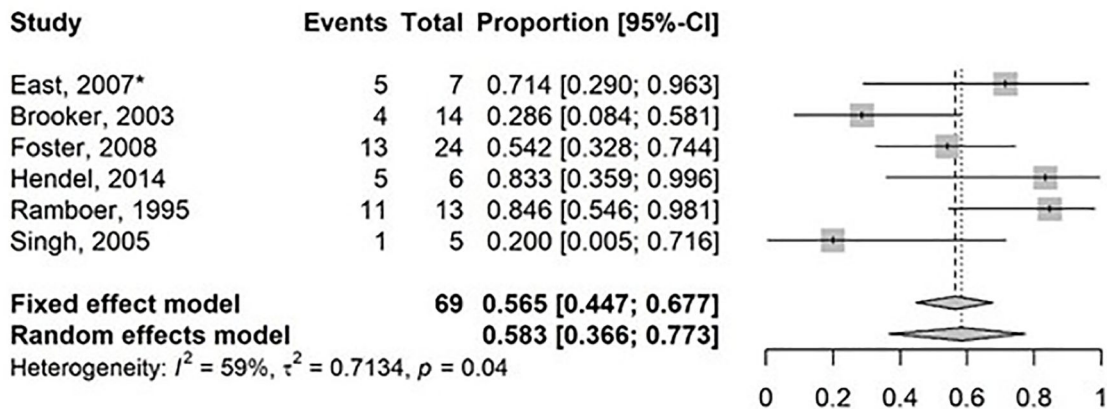 Study Events Total Proportion [95%-CI]
East, 2007* 5 7 0.714 [0.290; 0.963]
Brooker, 2003 4 14 0.286 [0.084; 0.581]
Foster, 2008 13 24 0.542 [0.328; 0.744]
Hendel, 2014 5 6 0.833 [0.359; 0.996]
Ramboer, 1995 11 13 0.846 [0.546; 0.981]
Singh, 2005 1 5 0.200 [0.005; 0.716]
Fixed effect model 69 0.565 [0.447; 0.677]
Random effects model 0.583 [0.366; 0.773]
Heterogeneity: I² = 59%, τ² = 0.7134, p = 0.04
0 0.2 0.4 0.6 0.8 1